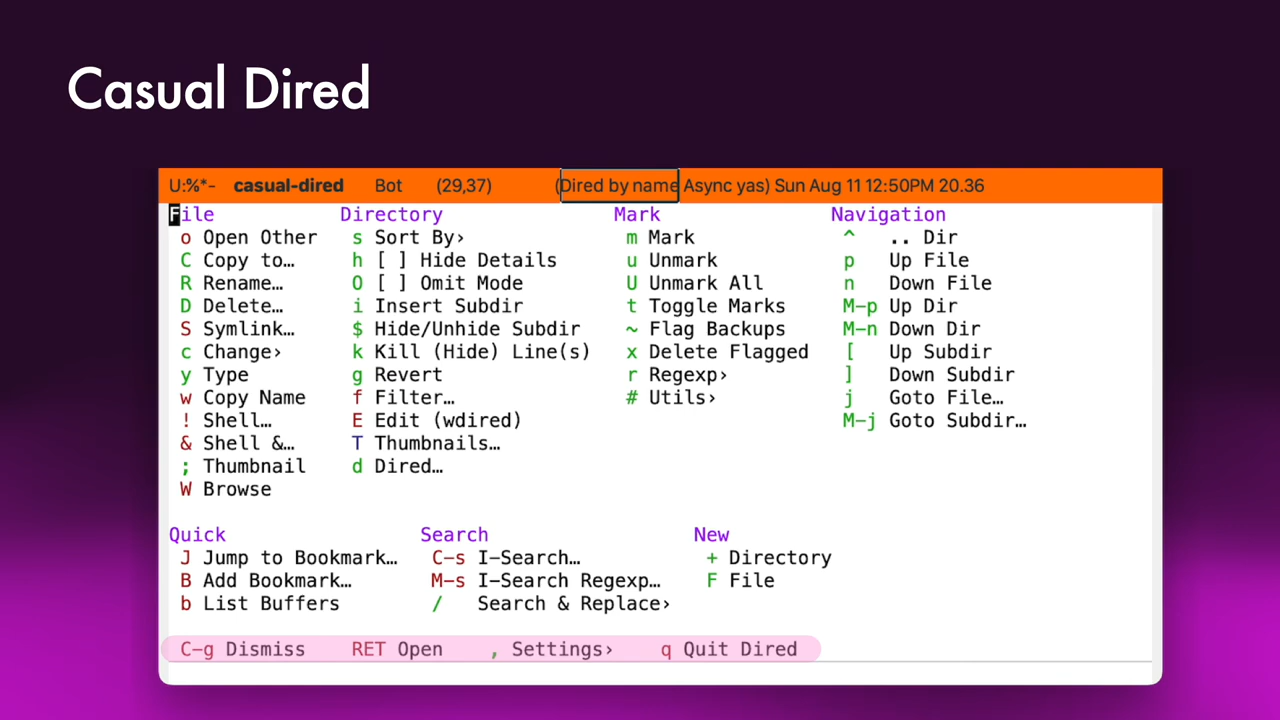 Casual Dired
U:%*- casual-dired Bot (29,37) (Dired by name Async yas) Sun Aug 11 12:50PM 20.36
File Directory Mark Navigation
o Open Other s Sort By› m Mark ^ .. Dir
C Copy to… h [ ] Hide Details u Unmark p Up File
R Rename… O [ ] Omit Mode U Unmark All n Down File
D Delete… i Insert Subdir t Toggle Marks M-p Up Dir
S Symlink… $ Hide/Unhide Subdir ~ Flag Backups M-n Down Dir
c Change› k Kill (Hide) Line(s) x Delete Flagged [ Up Subdir
y Type g Revert r Regexp› ] Down Subdir
w Copy Name f Filter… # Utils› j Goto File…
! Shell… E Edit (wdired) M-j Goto Subdir…
& Shell &… T Thumbnails…
; Thumbnail d Dired…
W Browse
Quick Search New
J Jump to Bookmark… C-s I-Search… + Directory
B Add Bookmark… M-s I-Search Regexp… F File
b List Buffers / Search & Replace›
C-g Dismiss RET Open , Settings› q Quit Dired